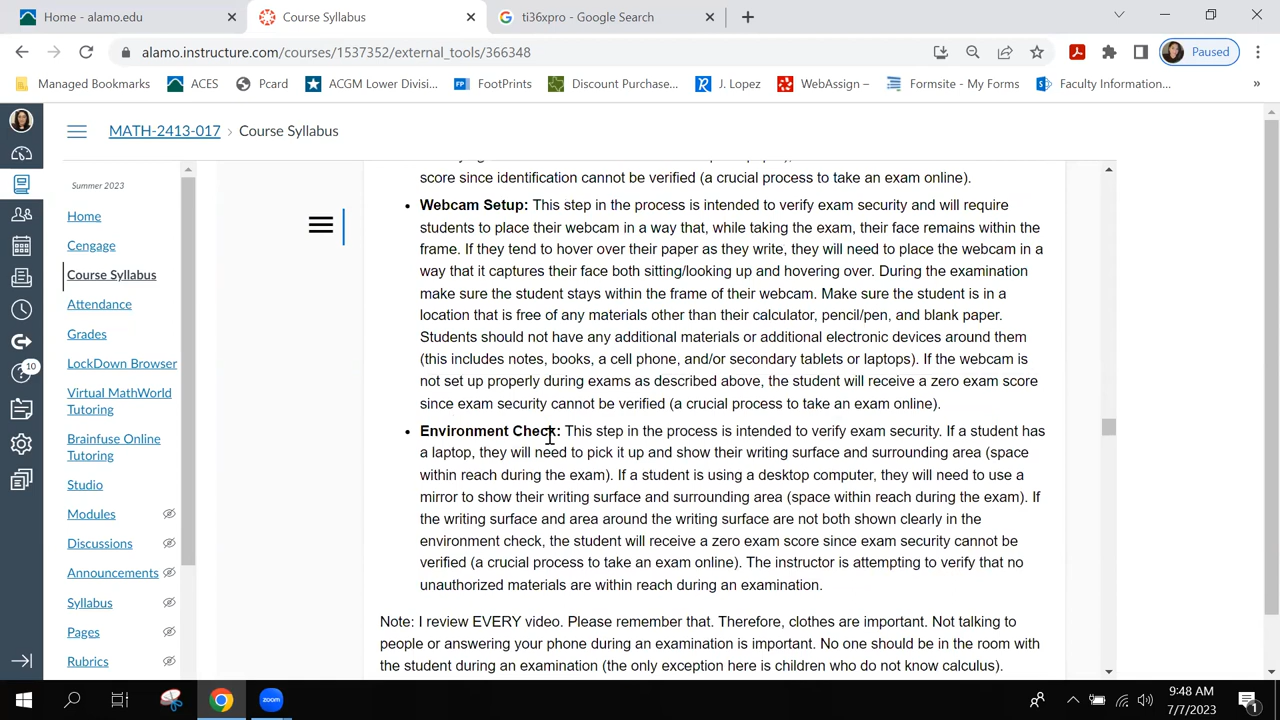 Home - alamo.edu
Course Syllabus
ti36xpro - Google Search
alamo.instructure.com/courses/1537352/external_tools/366348
Paused
Managed Bookmarks
ACES
Pcard
ACGM Lower Divisi...
FootPrints
Discount Purchase...
J. Lopez
WebAssign –
Formsite - My Forms
Faculty Information...
»
MATH-2413-017 › Course Syllabus
Summer 2023
Home
Cengage
Course Syllabus
Attendance
Grades
LockDown Browser
Virtual MathWorld
Tutoring
Brainfuse Online
Tutoring
Studio
Modules
Discussions
Announcements
Syllabus
Pages
Rubrics
10
score since identification cannot be verified (a crucial process to take an exam online).
• Webcam Setup: This step in the process is intended to verify exam security and will require
students to place their webcam in a way that, while taking the exam, their face remains within the
frame. If they tend to hover over their paper as they write, they will need to place the webcam in a
way that it captures their face both sitting/looking up and hovering over. During the examination
make sure the student stays within the frame of their webcam. Make sure the student is in a
location that is free of any materials other than their calculator, pencil/pen, and blank paper.
Students should not have any additional materials or additional electronic devices around them
(this includes notes, books, a cell phone, and/or secondary tablets or laptops). If the webcam is
not set up properly during exams as described above, the student will receive a zero exam score
since exam security cannot be verified (a crucial process to take an exam online).
• Environment Check: This step in the process is intended to verify exam security. If a student has
a laptop, they will need to pick it up and show their writing surface and surrounding area (space
within reach during the exam). If a student is using a desktop computer, they will need to use a
mirror to show their writing surface and surrounding area (space within reach during the exam). If
the writing surface and area around the writing surface are not both shown clearly in the
environment check, the student will receive a zero exam score since exam security cannot be
verified (a crucial process to take an exam online). The instructor is attempting to verify that no
unauthorized materials are within reach during an examination.
Note: I review EVERY video. Please remember that. Therefore, clothes are important. Not talking to
people or answering your phone during an examination is important. No one should be in the room with
the student during an examination (the only exception here is children who do not know calculus).
zoom
9:48 AM
7/7/2023
1